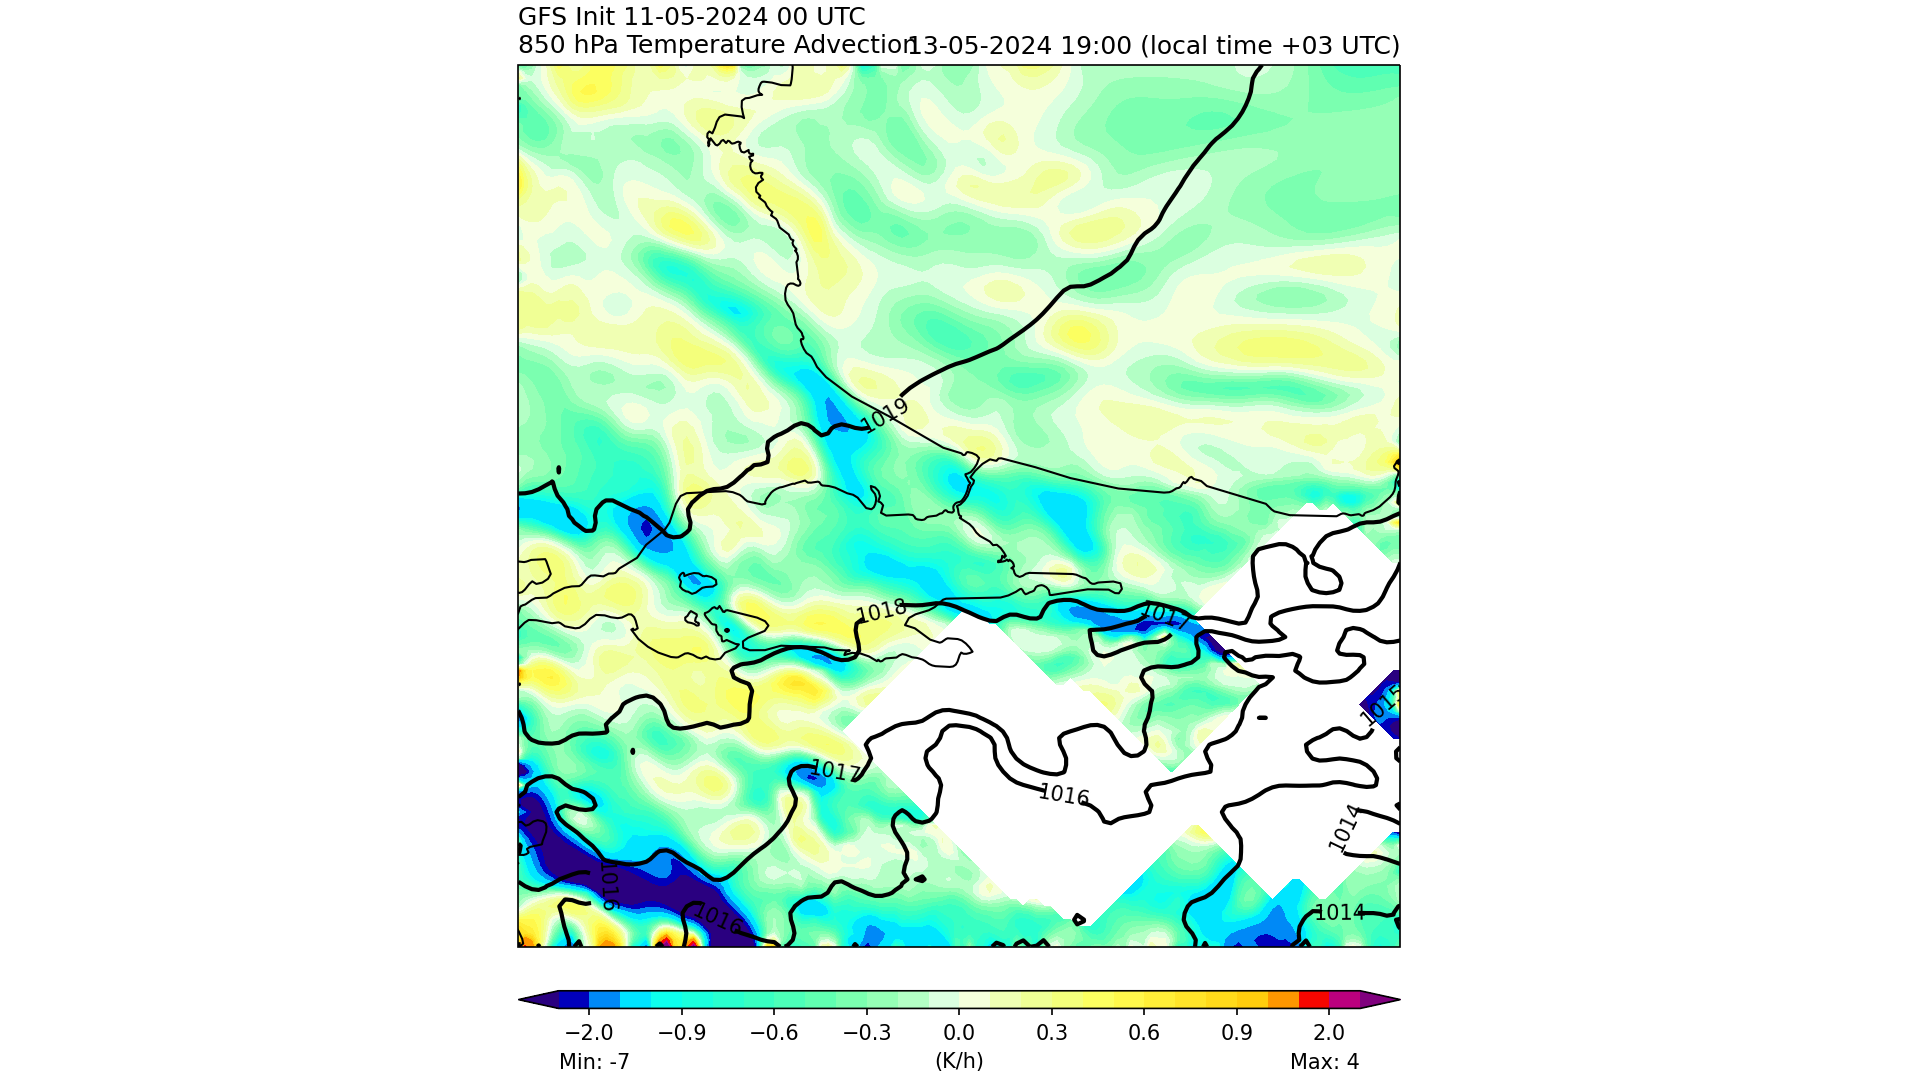 GFS Init 11-05-2024 00 UTC
850 hPa Temperature Advection
13-05-2024 19:00 (local time +03 UTC)
1019
1018
1017
1015
1017
1016
1014
1016
1016
1014
−2.0 −0.9 −0.6 −0.3 0.0 0.3 0.6 0.9 2.0
Min: -7 (K/h) Max: 4